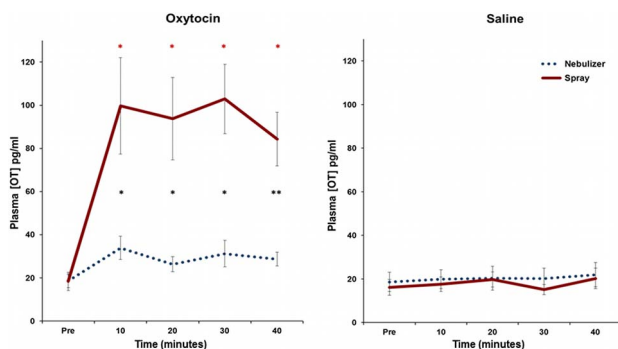 Oxytocin
Plasma [OT] pg/ml
120
100
80
60
40
20
0
* * * *
* * * **
Pre 10 20 30 40
Time (minutes)
Saline
Nebulizer
Spray
Plasma [OT] pg/ml
120
100
80
60
40
20
0
Pre 10 20 30 40
Time (minutes)